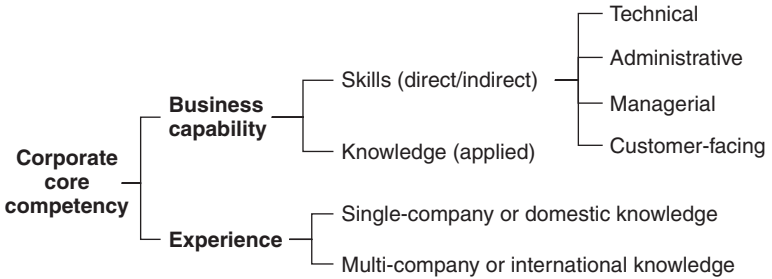 Corporate
core
competency
Business
capability
Skills (direct/indirect)
Technical
Administrative
Managerial
Customer-facing
Knowledge (applied)
Experience
Single-company or domestic knowledge
Multi-company or international knowledge